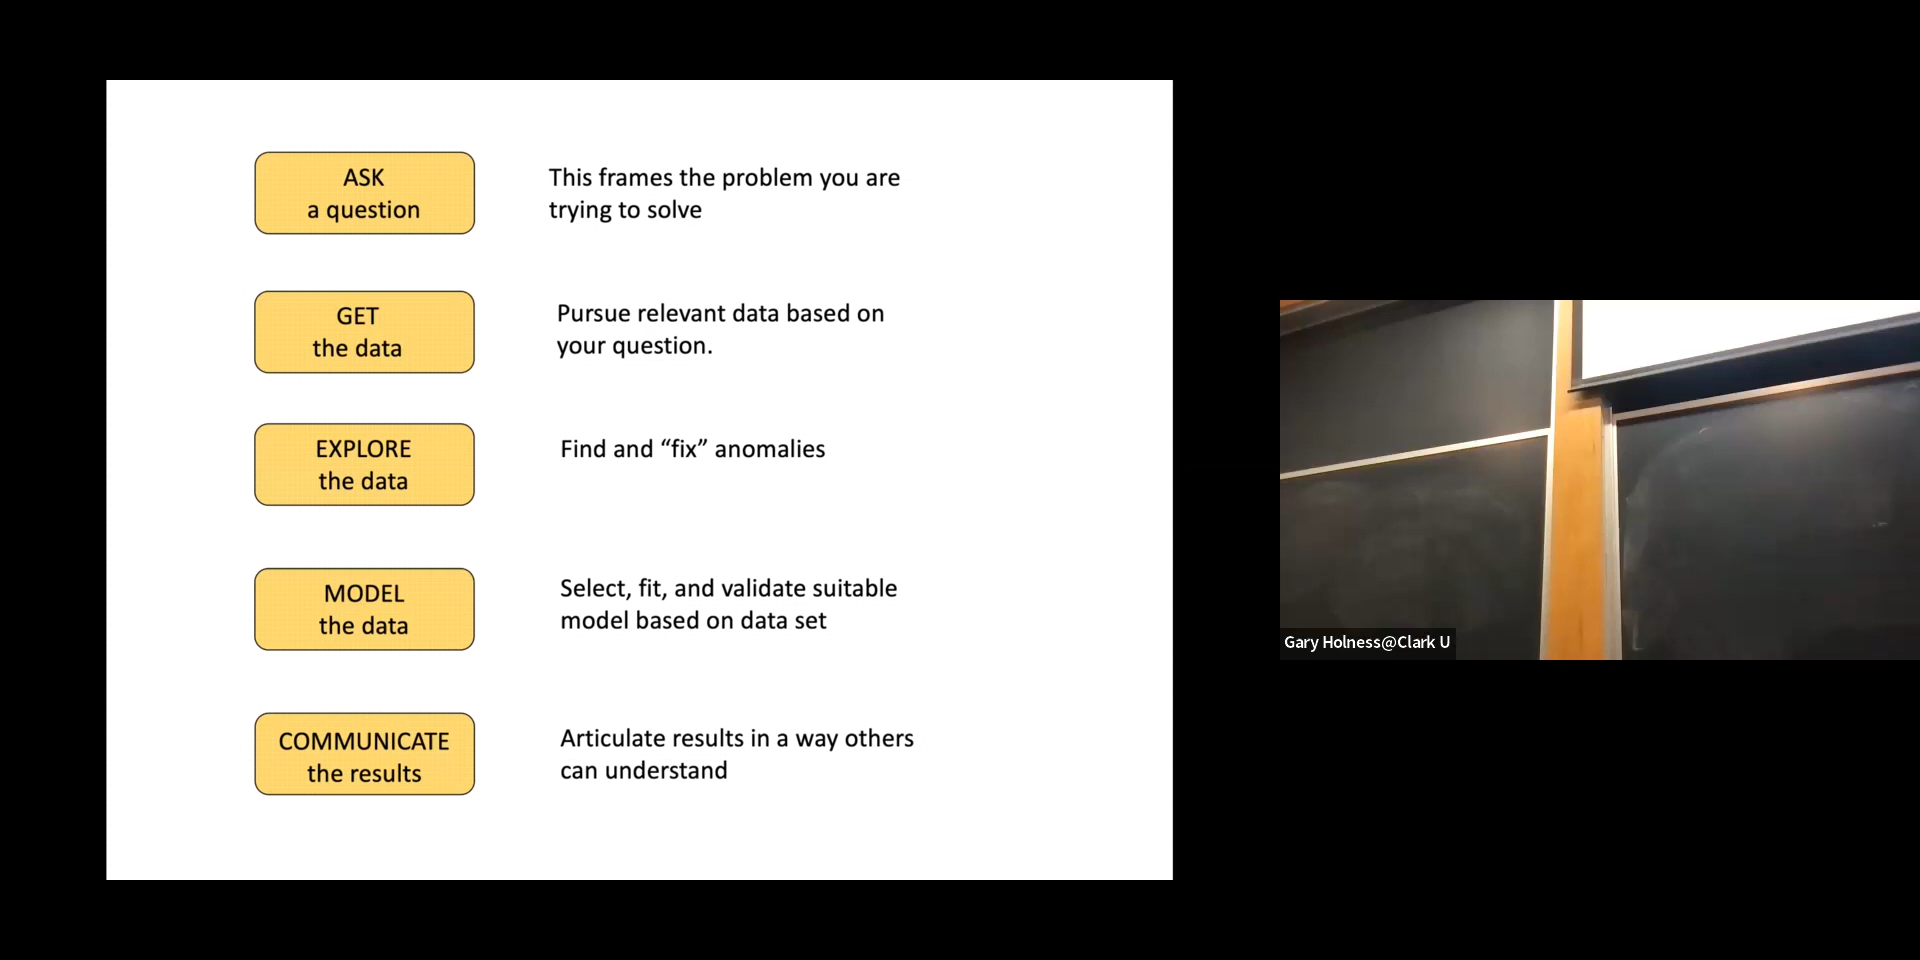 ASK
a question
This frames the problem you are
trying to solve
GET
the data
Pursue relevant data based on
your question.
EXPLORE
the data
Find and “fix” anomalies
MODEL
the data
Select, fit, and validate suitable
model based on data set
COMMUNICATE
the results
Articulate results in a way others
can understand
Gary Holness@Clark U